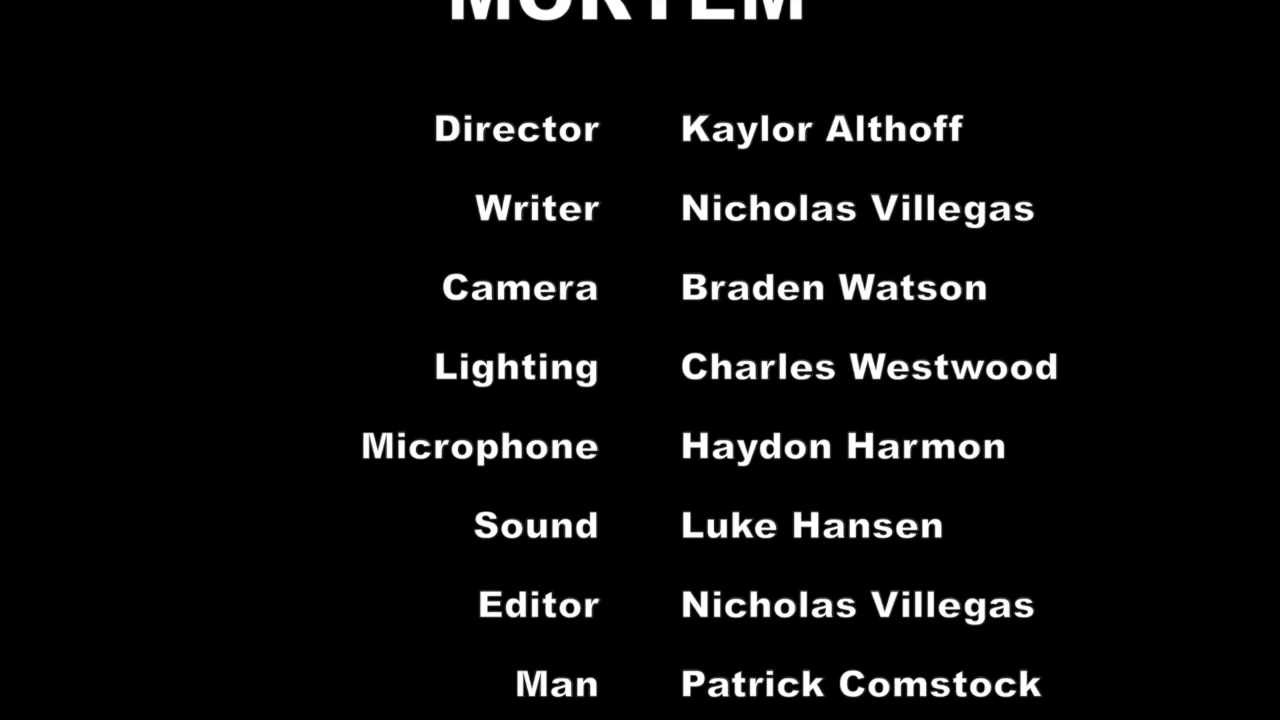 MORTEM
Director Kaylor Althoff
Writer Nicholas Villegas
Camera Braden Watson
Lighting Charles Westwood
Microphone Haydon Harmon
Sound Luke Hansen
Editor Nicholas Villegas
Man Patrick Comstock